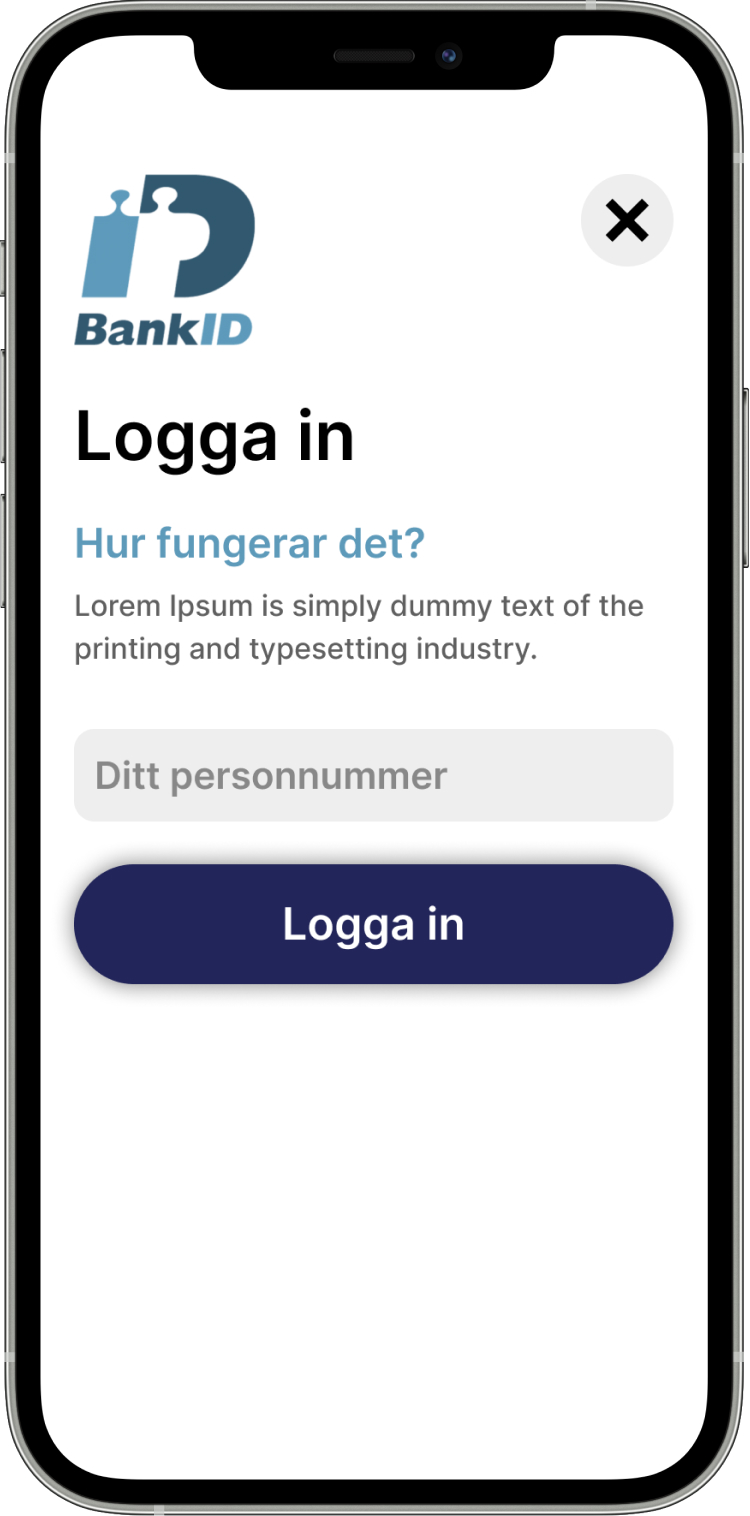 BankID
Logga in
Hur fungerar det?
Lorem Ipsum is simply dummy text of the
printing and typesetting industry.
Ditt personnummer
Logga in